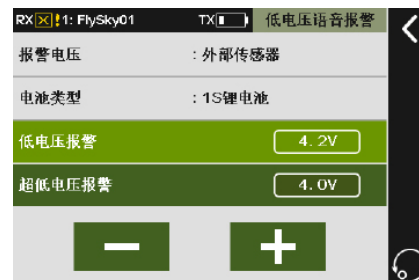 RX !1: FlySky01 TX 低电压语音报警
报警电压 : 外部传感器
电池类型 : 1S锂电池
低电压报警 4.2V
超低电压报警 4.0V